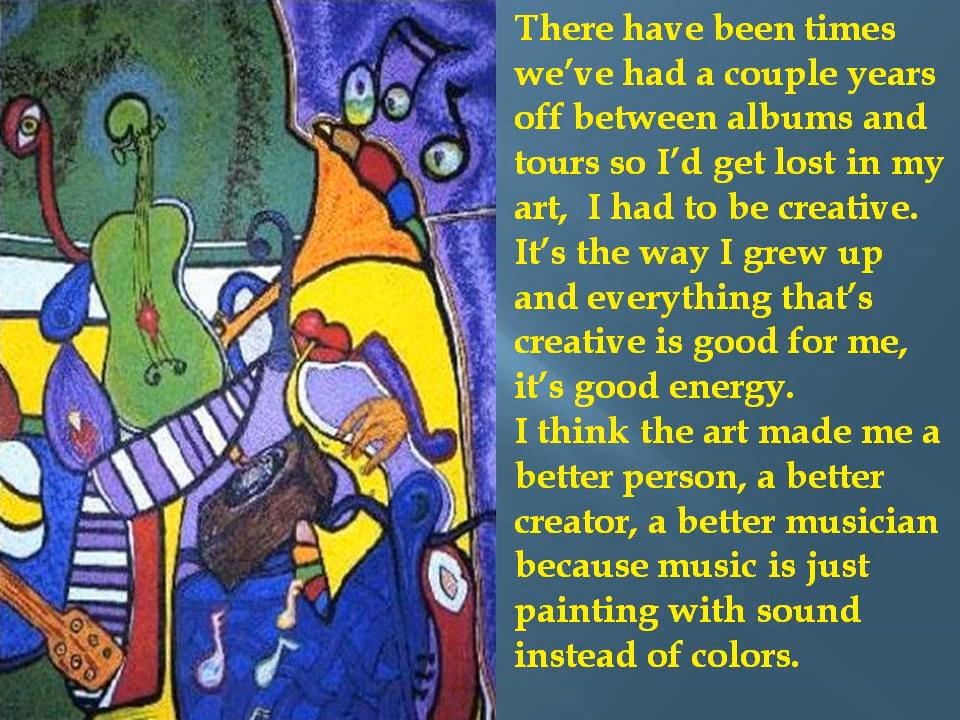 There have been times
we’ve had a couple years
off between albums and
tours so I’d get lost in my
art,  I had to be creative.
It’s the way I grew up
and everything that’s
creative is good for me,
it’s good energy.
I think the art made me a
better person, a better
creator, a better musician
because music is just
painting with sound
instead of colors.